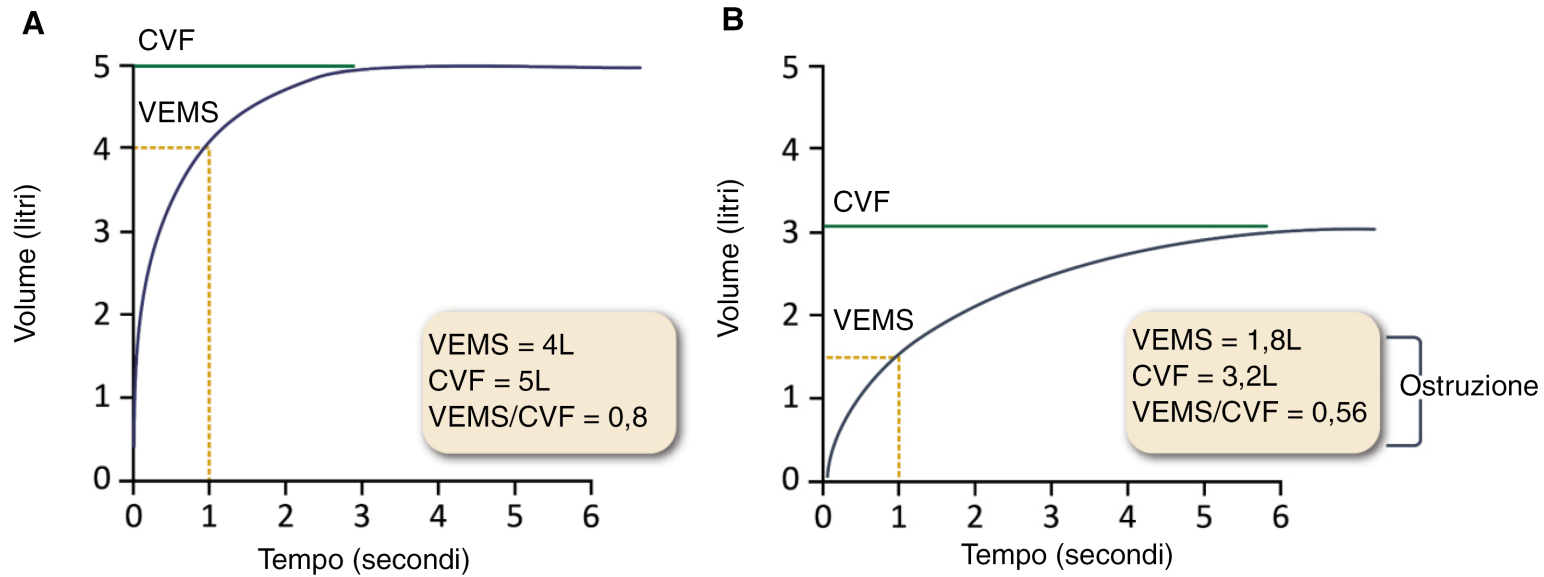 A
CVF
VEMS
5
4
3
2
1
0
Volume (litri)
VEMS = 4L
CVF = 5L
VEMS/CVF = 0,8
0 1 2 3 4 5 6
Tempo (secondi)
B
5
4
3
2
1
0
CVF
VEMS
Volume (litri)
VEMS = 1,8L
CVF = 3,2L
VEMS/CVF = 0,56
Ostruzione
0 1 2 3 4 5 6
Tempo (secondi)